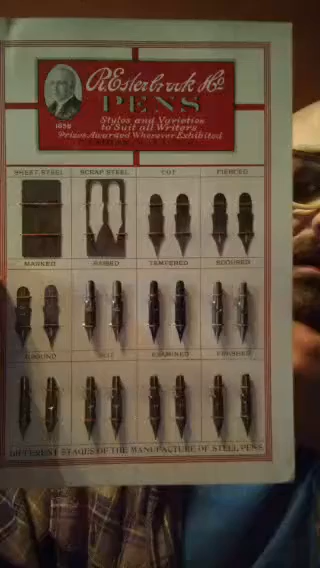 R. Esterbrook & Co
PENS
Styles and Varieties
to Suit all Writers
Prizes Awarded Wherever Exhibited
1858
SHEET STEEL SCRAP STEEL CUT PIERCED
MARKED RAISED TEMPERED SCOURED
GROUND SLIT EXAMINED FINISHED
DIFFERENT STAGES OF THE MANUFACTURE OF STEEL PENS